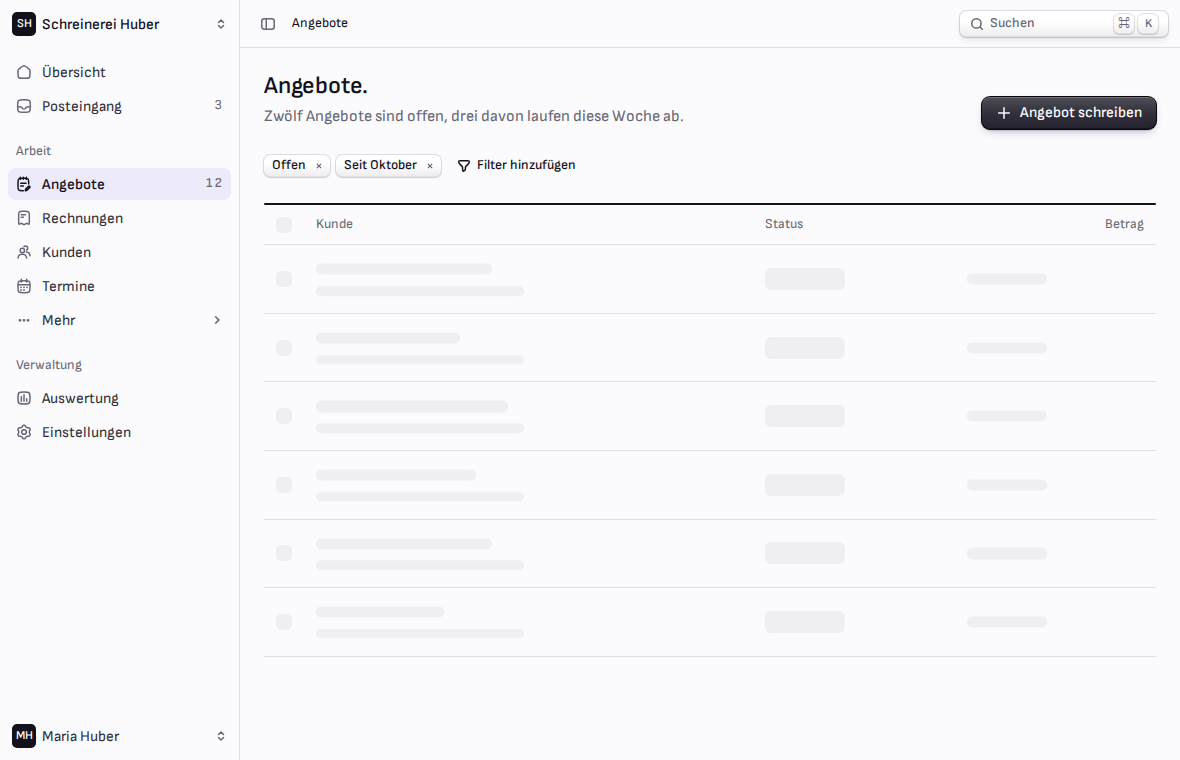 SH Schreinerei Huber
Angebote
Suchen ⌘ K
Übersicht
Posteingang 3
Arbeit
Angebote 12
Rechnungen
Kunden
Termine
Mehr
Verwaltung
Auswertung
Einstellungen
MH Maria Huber
Angebote.
Zwölf Angebote sind offen, drei davon laufen diese Woche ab.
Angebot schreiben
Offen × Seit Oktober × Filter hinzufügen
Kunde Status Betrag